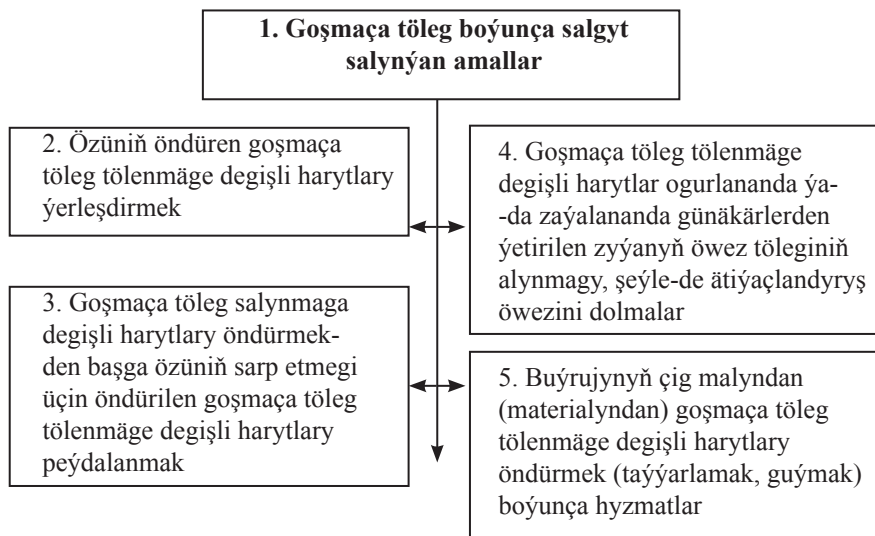 1. Goşmaça töleg boýunça salgyt
salynýan amallar
2. Özüniň öndüren goşmaça
töleg tölenmäge degişli harytlary
ýerleşdirmek
3. Goşmaça töleg salynmaga
degişli harytlary öndürmek-
den başga özüniň sarp etmegi
üçin öndürilen goşmaça töleg
tölenmäge degişli harytlary
peýdalanmak
4. Goşmaça töleg tölenmäge
degişli harytlar ogurlananda ýa-
-da zaýalananda günäkärlerden
ýetirilen zyýanyň öwez töleginiň
alynmagy, şeýle-de ätiýaçlandyryş
öwezini dolmalar
5. Buýrujynyň çig malyndan
(materialyndan) goşmaça töleg
tölenmäge degişli harytlary
öndürmek (taýýarlamak, guýmak)
boýunça hyzmatlar